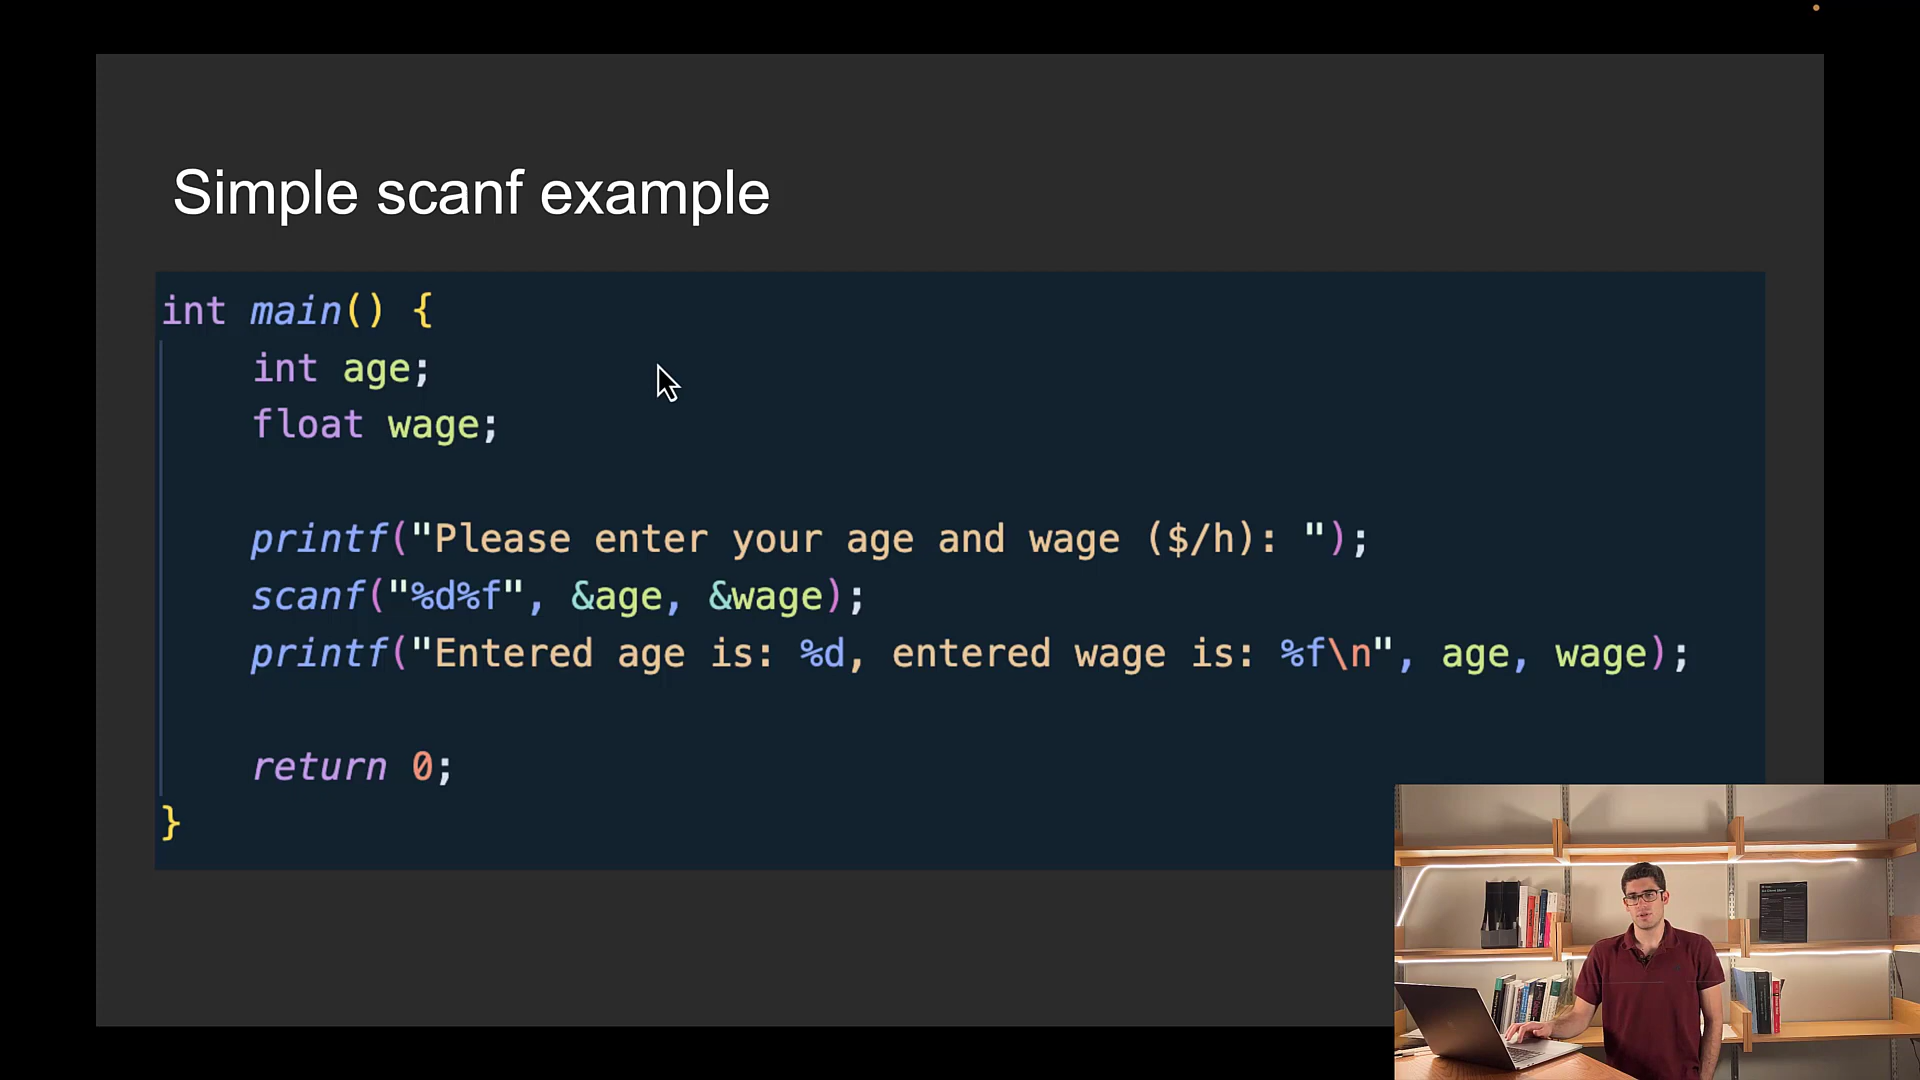 Simple scanf example
int main() {
int age;
float wage;
printf("Please enter your age and wage ($/h): ");
scanf("%d%f", &age, &wage);
printf("Entered age is: %d, entered wage is: %f\n", age, wage);
return 0;
}